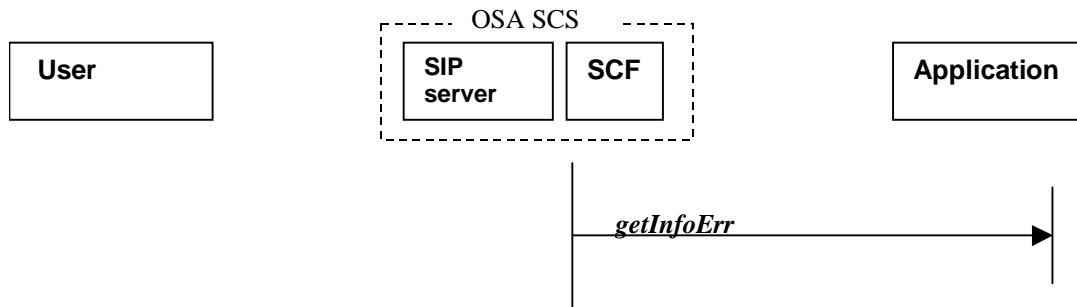 OSA SCS
User
SIP
server
SCF
Application
getInfoErr